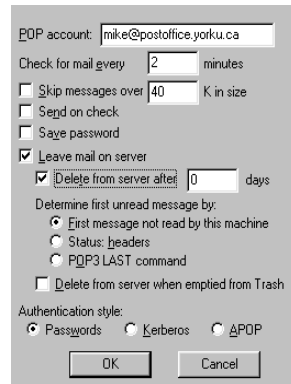 POP account: mike@postoffice.yorku.ca
Check for mail every 2 minutes
Skip messages over 40 K in size
Send on check
Save password
Leave mail on server
Delete from server after 0 days
Determine first unread message by:
First message not read by this machine
Status: headers
POP3 LAST command
Delete from server when emptied from Trash
Authentication style:
Passwords Kerberos APOP
OK Cancel